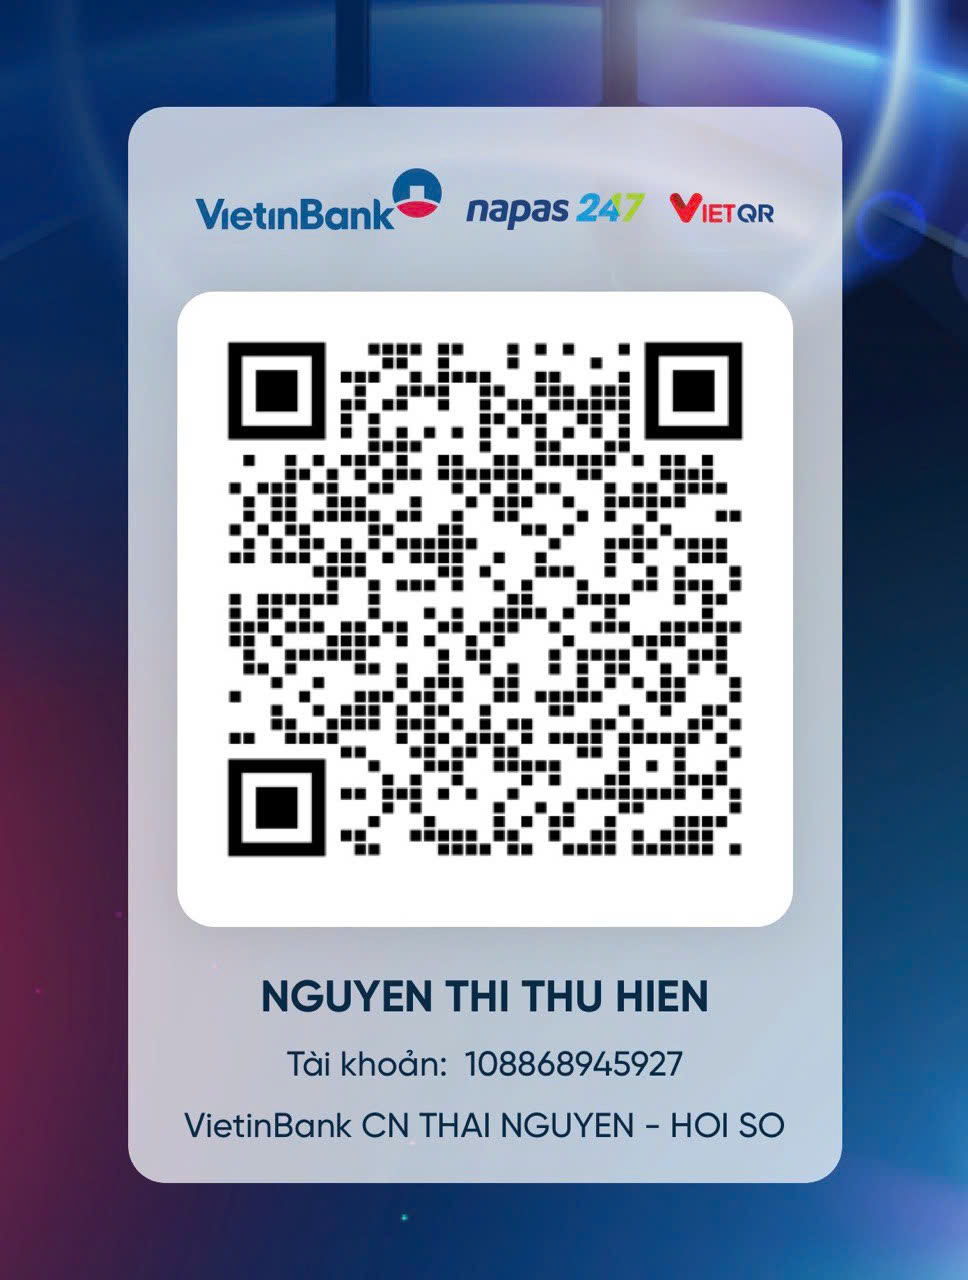 VietinBank napas 247 VIETQR
NGUYEN THI THU HIEN
Tài khoản: 108868945927
VietinBank CN THAI NGUYEN - HOI SO